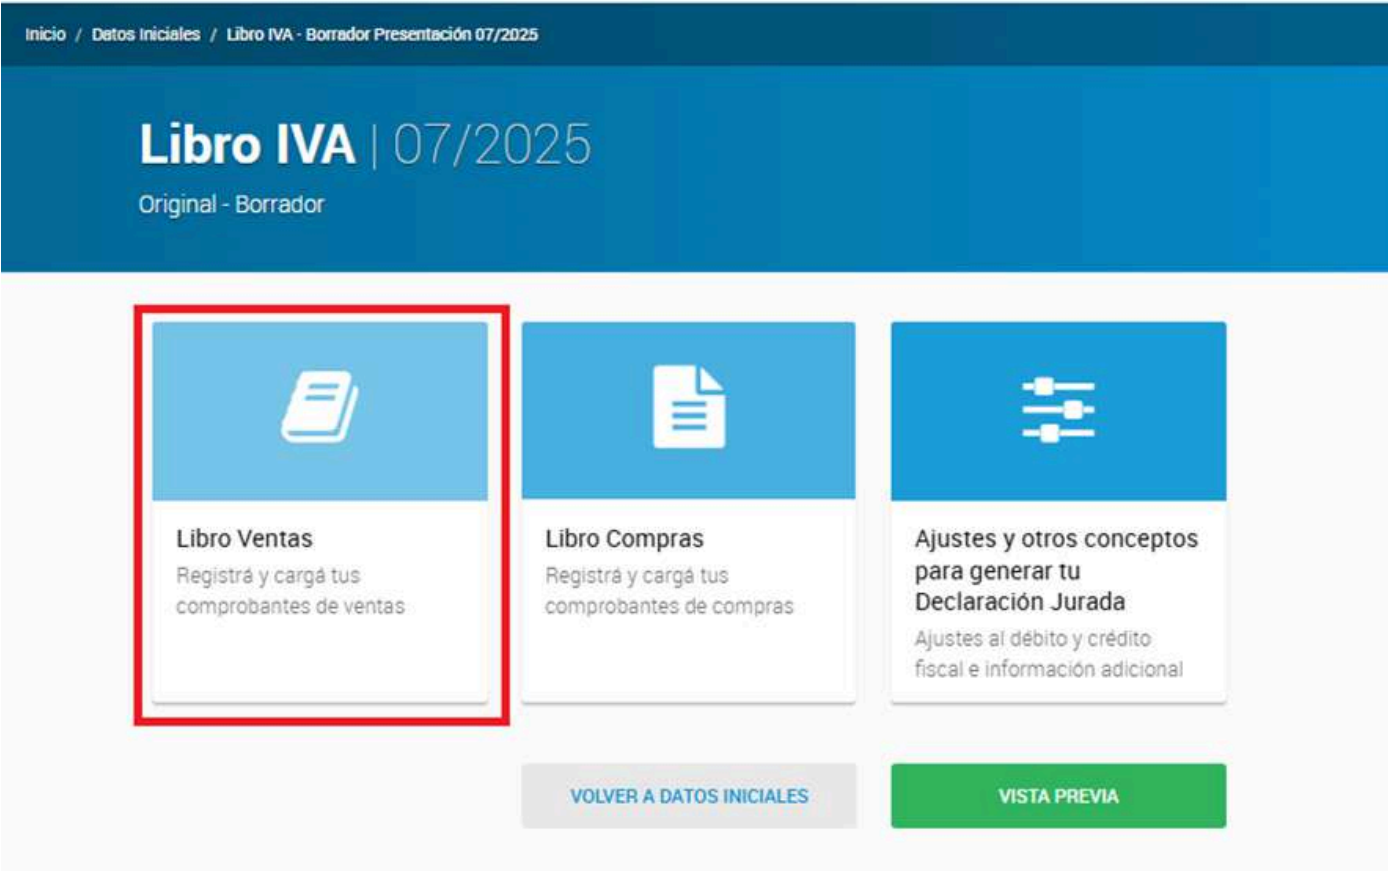 Inicio / Datos Iniciales / Libro IVA - Borrador Presentación 07/2025
Libro IVA | 07/2025
Original - Borrador
Libro Ventas
Registrá y cargá tus
comprobantes de ventas
Libro Compras
Registrá y cargá tus
comprobantes de compras
Ajustes y otros conceptos
para generar tu
Declaración Jurada
Ajustes al débito y crédito
fiscal e información adicional
VOLVER A DATOS INICIALES
VISTA PREVIA